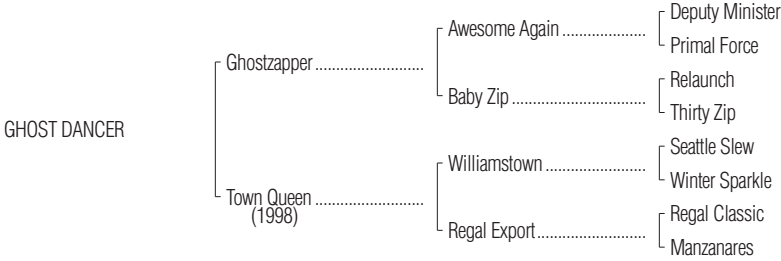 Deputy Minister
Awesome Again ....................
Primal Force
Ghostzapper ..........................
Relaunch
Baby Zip ................................
Thirty Zip
GHOST DANCER
Seattle Slew
Williamstown ........................
Winter Sparkle
Town Queen ..........................
(1998)
Regal Classic
Regal Export ..........................
Manzanares